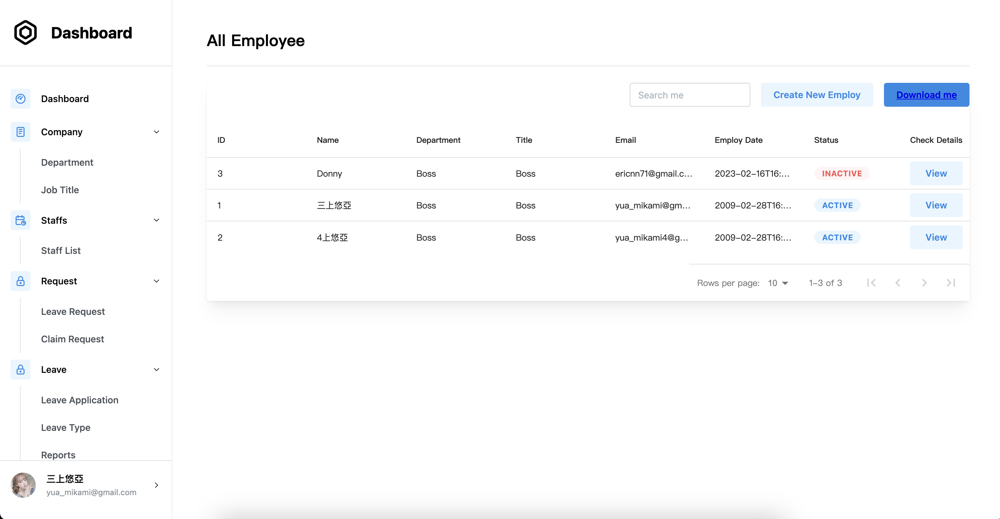 Dashboard
Dashboard
Company
Department
Job Title
Staffs
Staff List
Request
Leave Request
Claim Request
Leave
Leave Application
Leave Type
Reports
三上悠亞
yua_mikami@gmail.com
All Employee
Search me Create New Employ Download me
ID Name Department Title Email Employ Date Status Check Details
3 Donny Boss Boss ericnn71@gmail.c... 2023-02-16T16:... INACTIVE View
1 三上悠亞 Boss Boss yua_mikami@gm... 2009-02-28T16:... ACTIVE View
2 4上悠亞 Boss Boss yua_mikami4@g... 2009-02-28T16:... ACTIVE View
Rows per page: 10 1-3 of 3